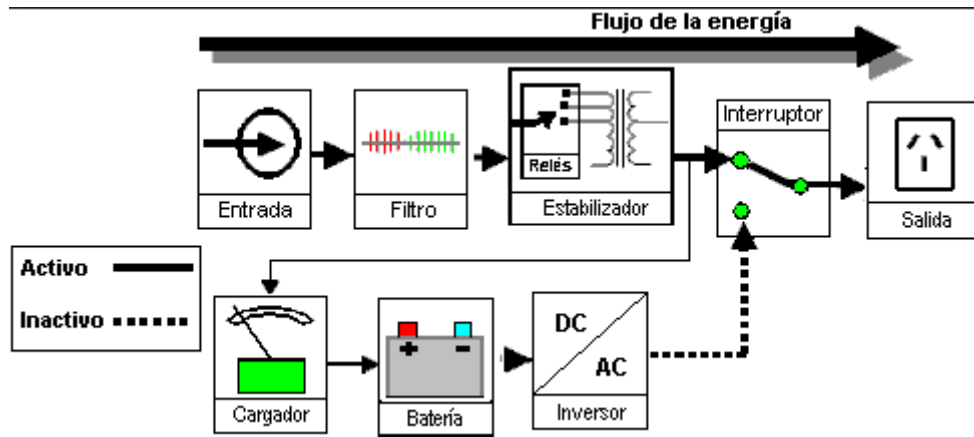 Flujo de la energía
Interruptor
Relés
Entrada
Filtro
Estabilizador
Salida
Activo
Inactivo
DC
AC
+ -
Cargador
Batería
Inversor